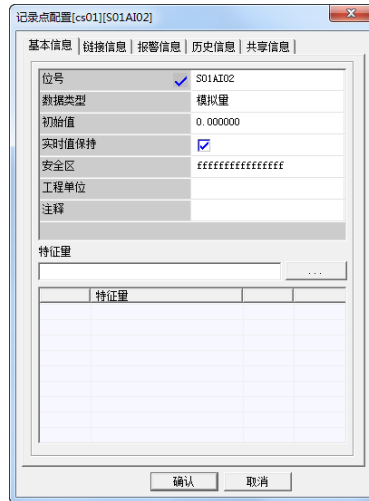 记录点配置[cs01][S01AI02]
基本信息 链接信息 报警信息 历史信息 共享信息
位号 S01AI02
数据类型 模拟量
初始值 0.000000
实时值保持
安全区 ffffffffffffffff
工程单位
注释
特征量
...
特征量
确认 取消